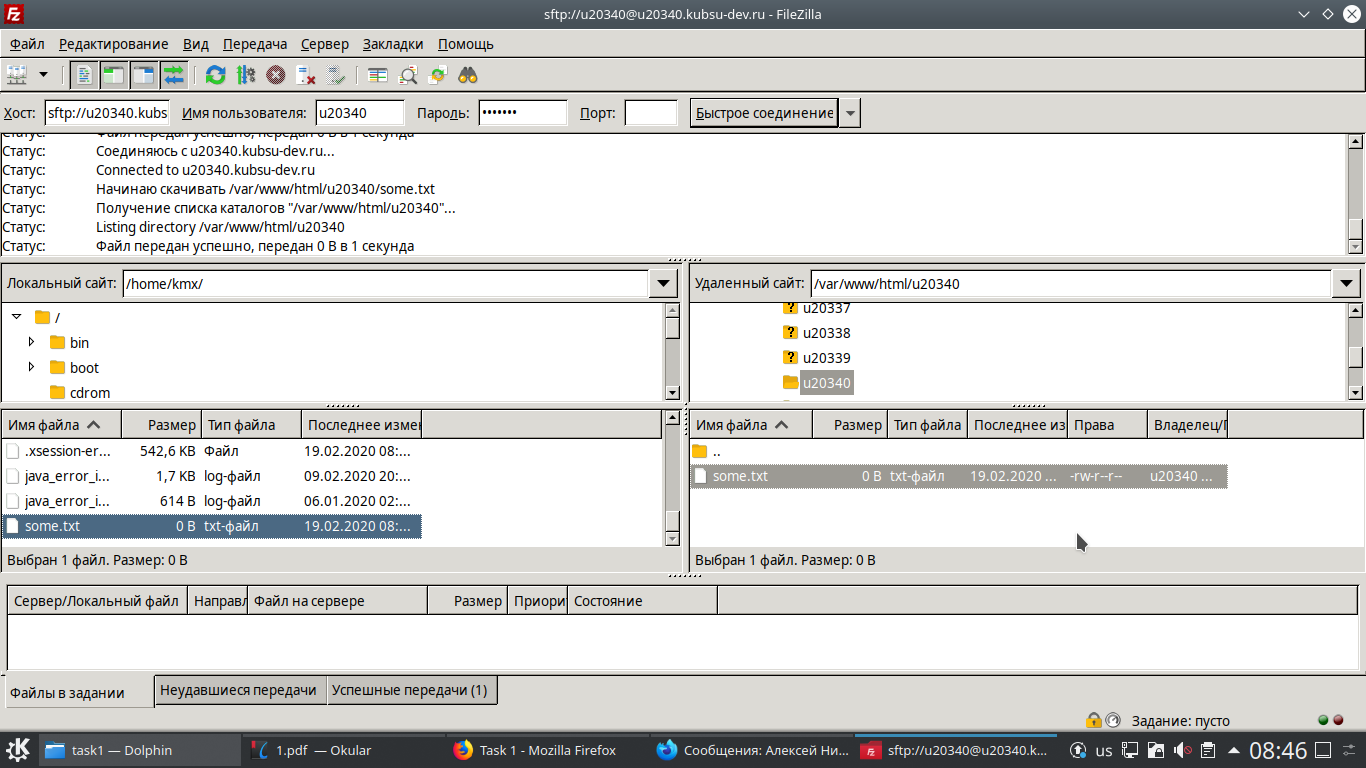 sftp://u20340@u20340.kubsu-dev.ru - FileZilla
Файл Редактирование Вид Передача Сервер Закладки Помощь
Хост: sftp://u20340.kubs Имя пользователя: u20340 Пароль: ••••••• Порт: Быстрое соединение
Статус: Файл передан успешно, передан 0 B в 1 секунда
Статус: Соединяюсь с u20340.kubsu-dev.ru...
Статус: Connected to u20340.kubsu-dev.ru
Статус: Начинаю скачивать /var/www/html/u20340/some.txt
Статус: Получение списка каталогов "/var/www/html/u20340"...
Статус: Listing directory /var/www/html/u20340
Статус: Файл передан успешно, передан 0 B в 1 секунда
Локальный сайт: /home/kmx/
/
bin
boot
cdrom
Удаленный сайт: /var/www/html/u20340
u20337
u20338
u20339
u20340
Имя файла Размер Тип файла Последнее измен
.xsession-er... 542,6 KB Файл 19.02.2020 08:...
java_error_i... 1,7 KB log-файл 09.02.2020 20:...
java_error_i... 614 B log-файл 06.01.2020 02:...
some.txt 0 B txt-файл 19.02.2020 08:...
Выбран 1 файл. Размер: 0 B
Имя файла Размер Тип файла Последнее из Права Владелец/Г
..
some.txt 0 B txt-файл 19.02.2020 ... -rw-r--r-- u20340 ...
Выбран 1 файл. Размер: 0 B
Сервер/Локальный файл Направл Файл на сервере Размер Приори Состояние
Файлы в задании Неудавшиеся передачи Успешные передачи (1)
Задание: пусто
task1 — Dolphin 1.pdf — Okular Task 1 - Mozilla Firefox Сообщения: Алексей Ни... sftp://u20340@u20340.k... us 08:46